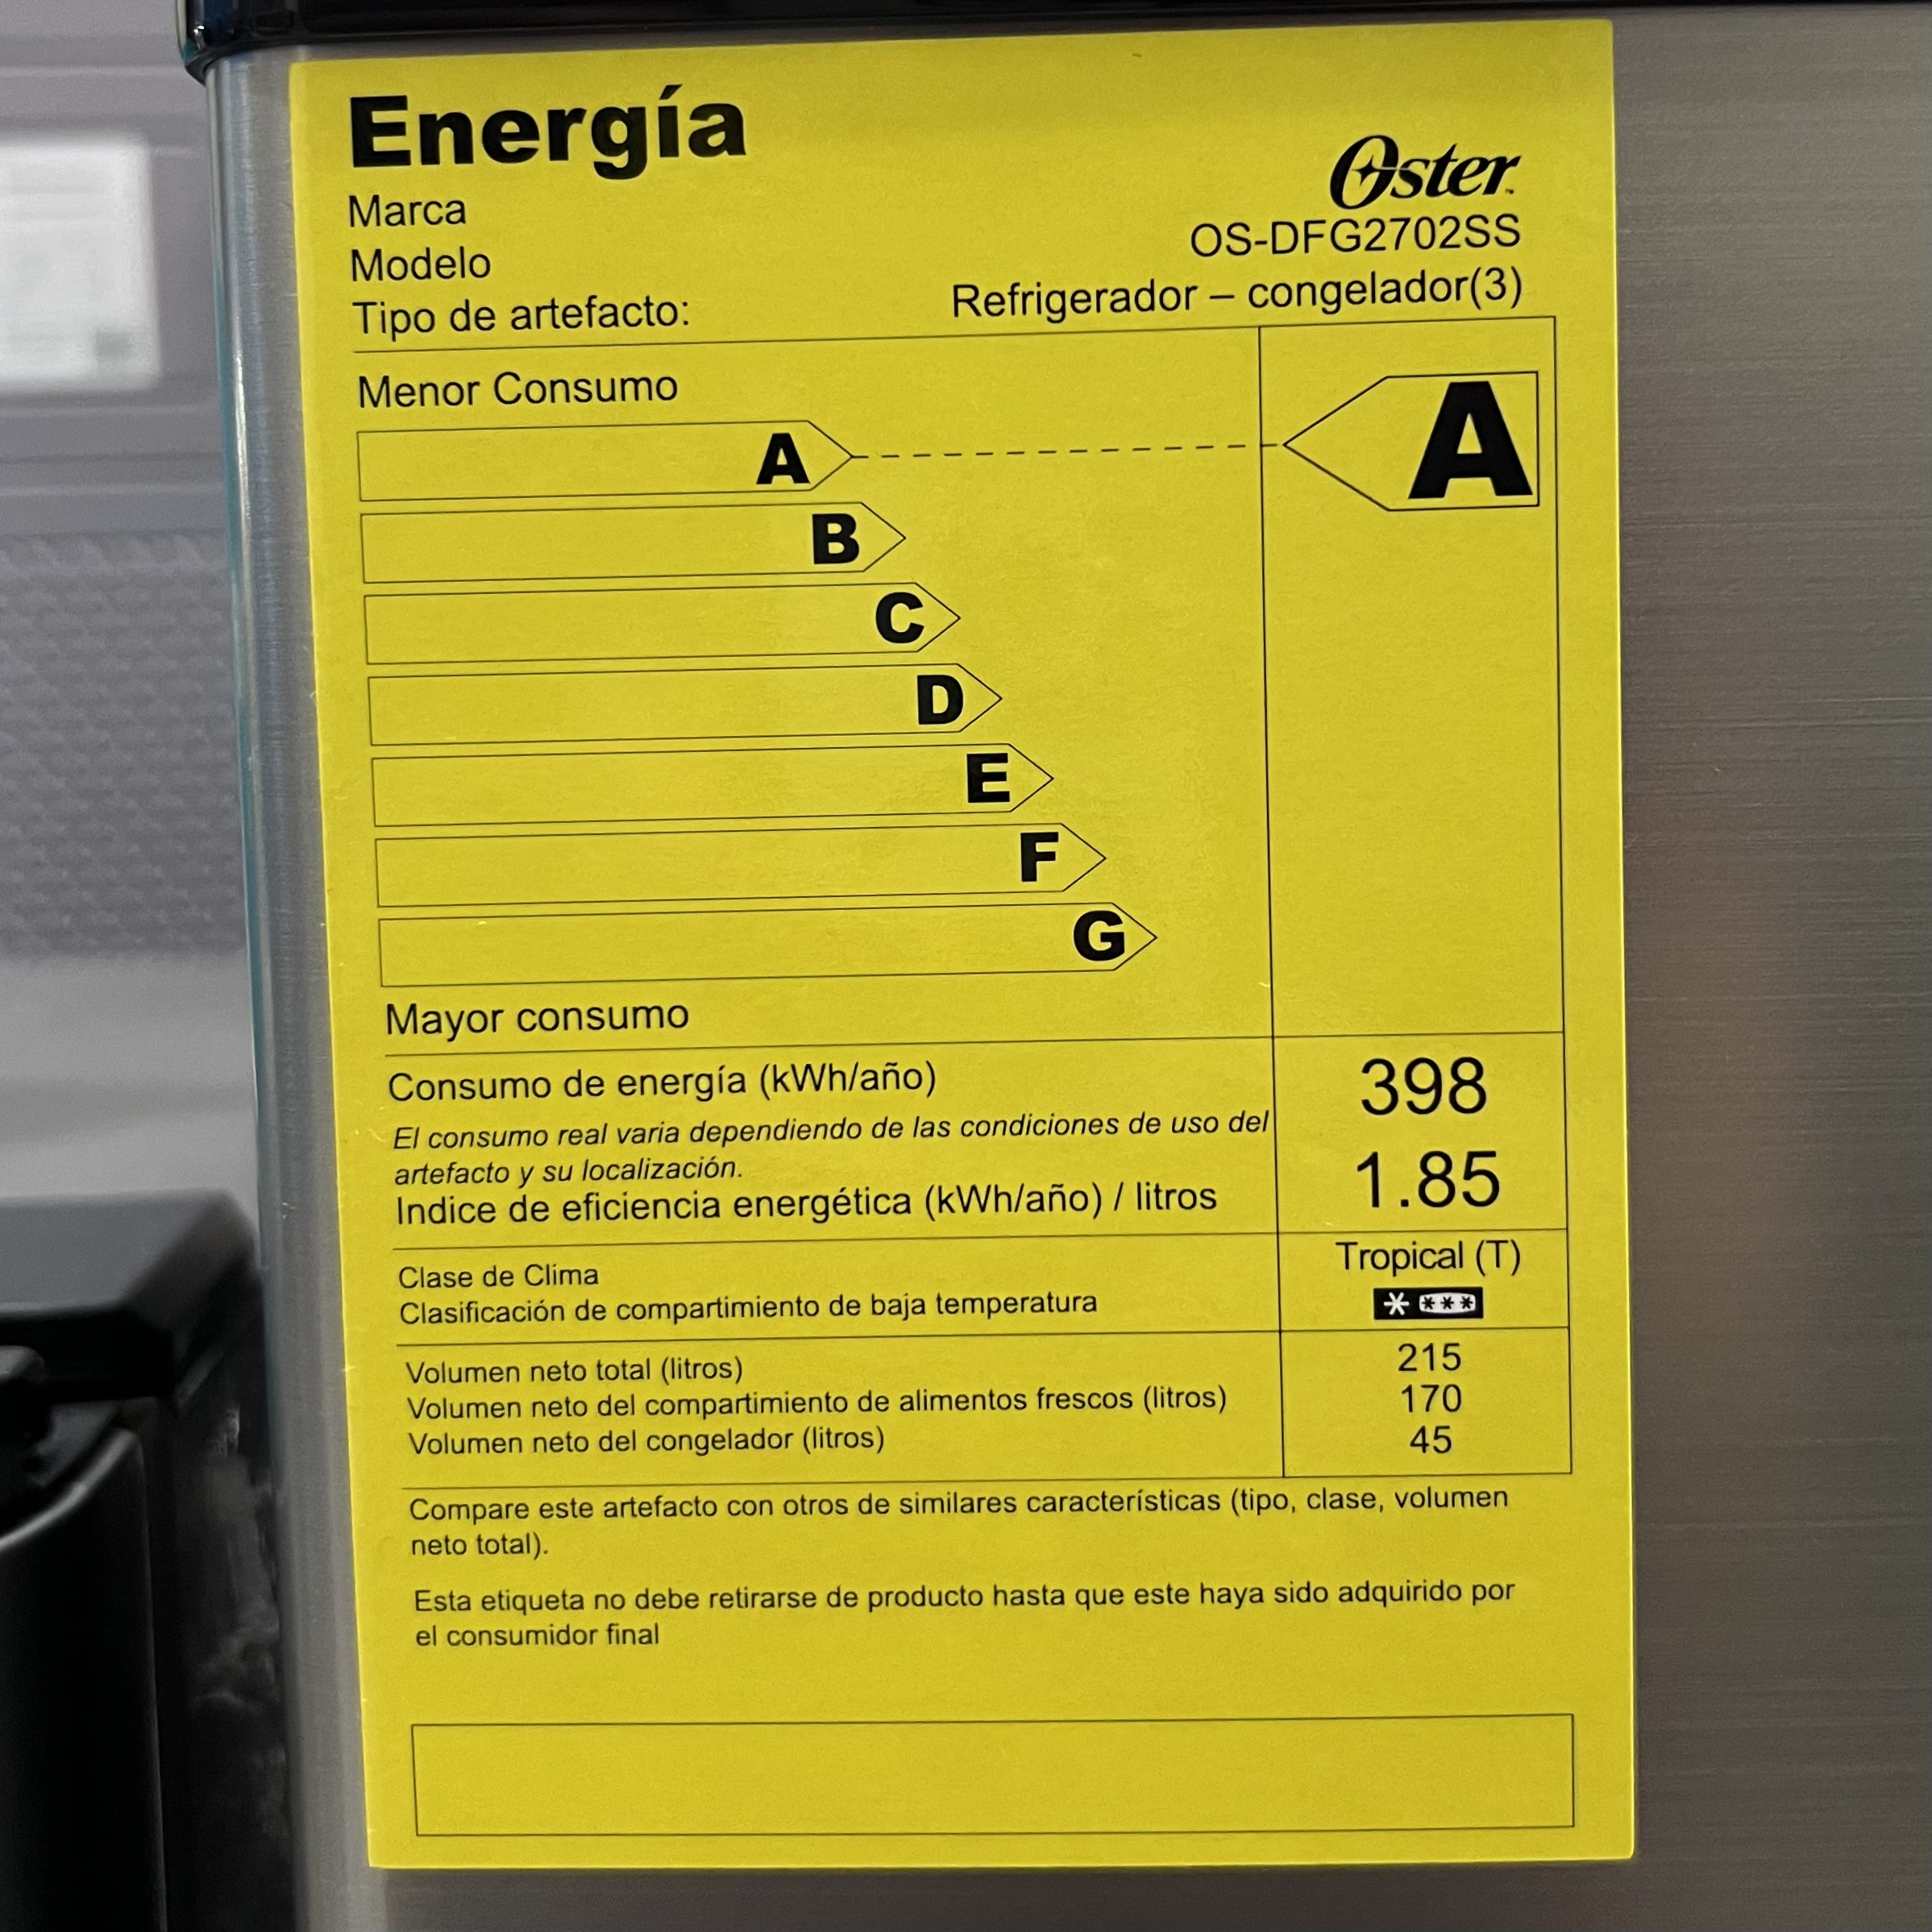 Energía
Oster
Marca
OS-DFG2702SS
Modelo
Tipo de artefacto: Refrigerador – congelador(3)
Menor Consumo
A A
B
C
D
E
F
G
Mayor consumo
Consumo de energía (kWh/año) 398
El consumo real varia dependiendo de las condiciones de uso del
artefacto y su localización.
Indice de eficiencia energética (kWh/año) / litros 1.85
Clase de Clima Tropical (T)
Clasificación de compartimiento de baja temperatura * ***
Volumen neto total (litros) 215
Volumen neto del compartimiento de alimentos frescos (litros) 170
Volumen neto del congelador (litros) 45
Compare este artefacto con otros de similares características (tipo, clase, volumen
neto total).
Esta etiqueta no debe retirarse de producto hasta que este haya sido adquirido por
el consumidor final